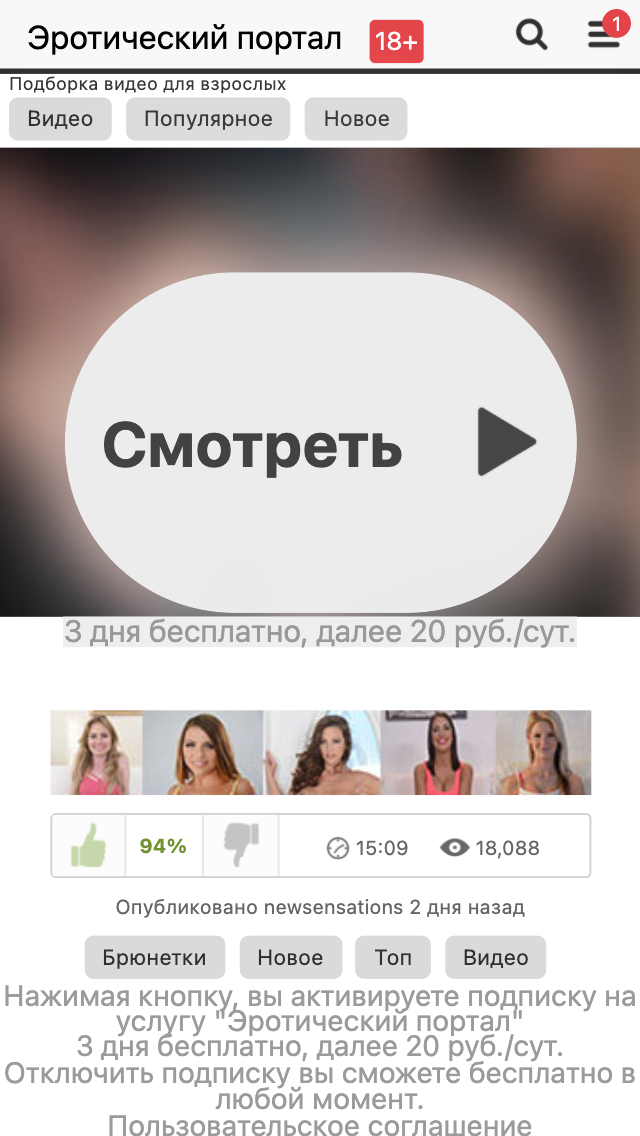 Эротический портал 18+
1
Подборка видео для взрослых
Видео Популярное Новое
Смотреть
3 дня бесплатно, далее 20 руб./сут.
94% 15:09 18,088
Опубликовано newsensations 2 дня назад
Брюнетки Новое Топ Видео
Нажимая кнопку, вы активируете подписку на
услугу "Эротический портал"
3 дня бесплатно, далее 20 руб./сут.
Отключить подписку вы сможете бесплатно в
любой момент.
Пользовательское соглашение